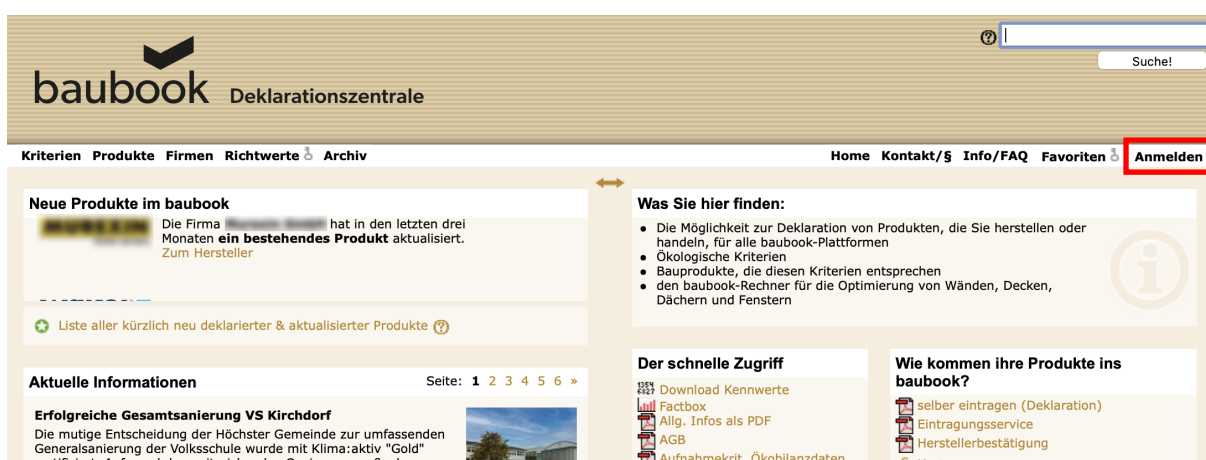 Suche!
baubook Deklarationszentrale
Kriterien Produkte Firmen Richtwerte Archiv
Home Kontakt/§ Info/FAQ Favoriten Anmelden
Neue Produkte im baubook
Die Firma hat in den letzten drei
Monaten ein bestehendes Produkt aktualisiert.
Zum Hersteller
Liste aller kürzlich neu deklarierter & aktualisierter Produkte
Was Sie hier finden:
Die Möglichkeit zur Deklaration von Produkten, die Sie herstellen oder
handeln, für alle baubook-Plattformen
Ökologische Kriterien
Bauprodukte, die diesen Kriterien entsprechen
den baubook-Rechner für die Optimierung von Wänden, Decken,
Dächern und Fenstern
Aktuelle Informationen
Seite: 1 2 3 4 5 6 »
Erfolgreiche Gesamtsanierung VS Kirchdorf
Die mutige Entscheidung der Höchster Gemeinde zur umfassenden
Generalsanierung der Volksschule wurde mit Klima:aktiv "Gold"
Der schnelle Zugriff
Download Kennwerte
Factbox
Allg. Infos als PDF
AGB
Aufnahmekrit. Ökobilanzdaten
Wie kommen ihre Produkte ins
baubook?
selber eintragen (Deklaration)
Eintragungsservice
Herstellerbestätigung